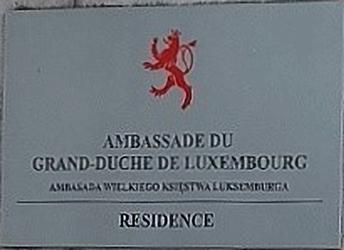 AMBASSADE DU
GRAND-DUCHE DE LUXEMBOURG
AMBASADA WIELKIEGO KSIĘSTWA LUKSEMBURGA
RESIDENCE